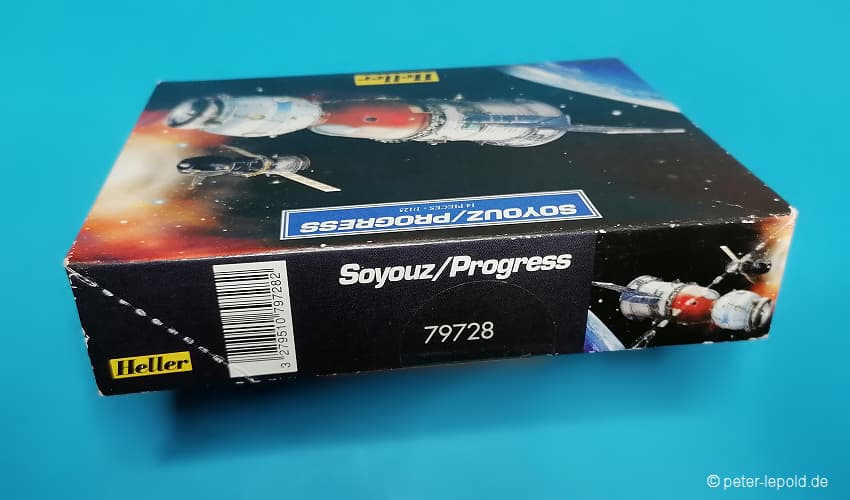 Heller
SOYOUZ/PROGRESS
14 PIECES - 1/125
Soyouz/Progress
79728
3 279510 797282
Heller
© peter-lepold.de